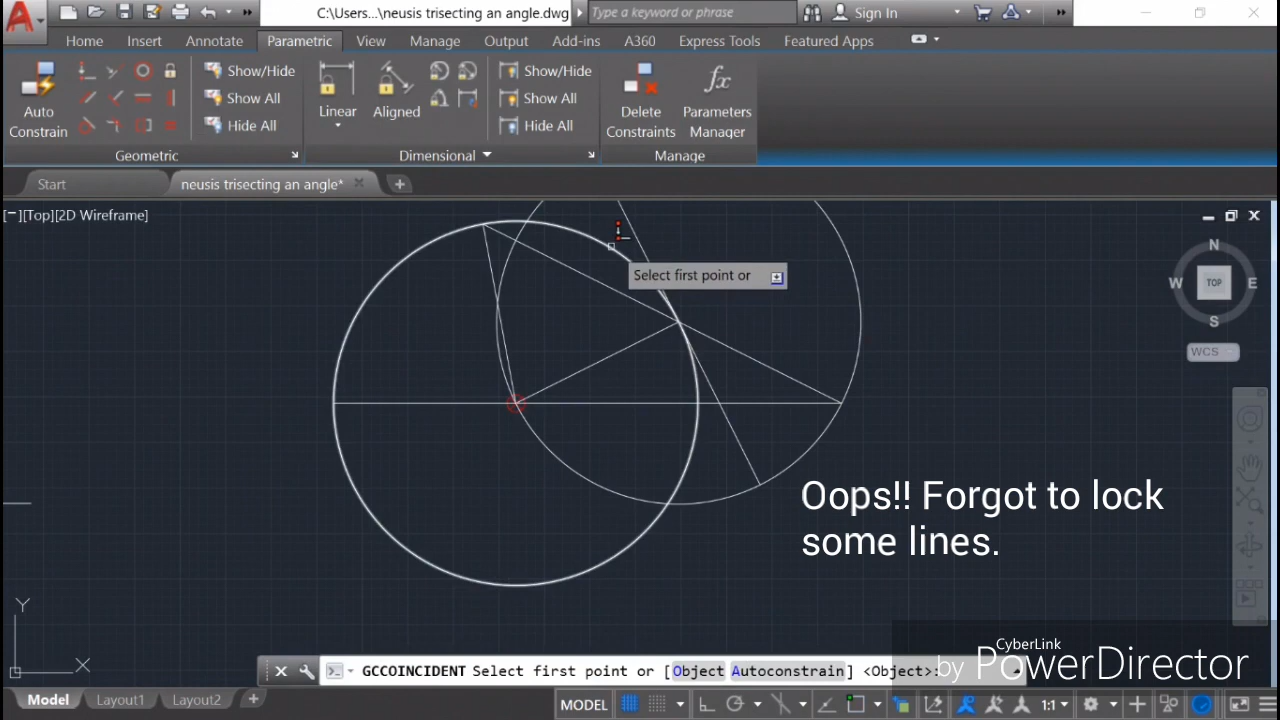 C:\Users...\neusis trisecting an angle.dwg
Type a keyword or phrase
Sign In
Home Insert Annotate Parametric View Manage Output Add-ins A360 Express Tools Featured Apps
Auto
Constrain
Show/Hide
Show All
Hide All
Linear
Aligned
Show/Hide
Show All
Hide All
Delete
Constraints
fx
Parameters
Manager
Geometric
Dimensional
Manage
Start
neusis trisecting an angle*
[−][Top][2D Wireframe]
N
W TOP E
S
WCS
Select first point or
Oops!! Forgot to lock
some lines.
Y
X
CyberLink
by PowerDirector
GCCOINCIDENT Select first point or [Object Autoconstrain] <Object>:
Model Layout1 Layout2
MODEL
1:1